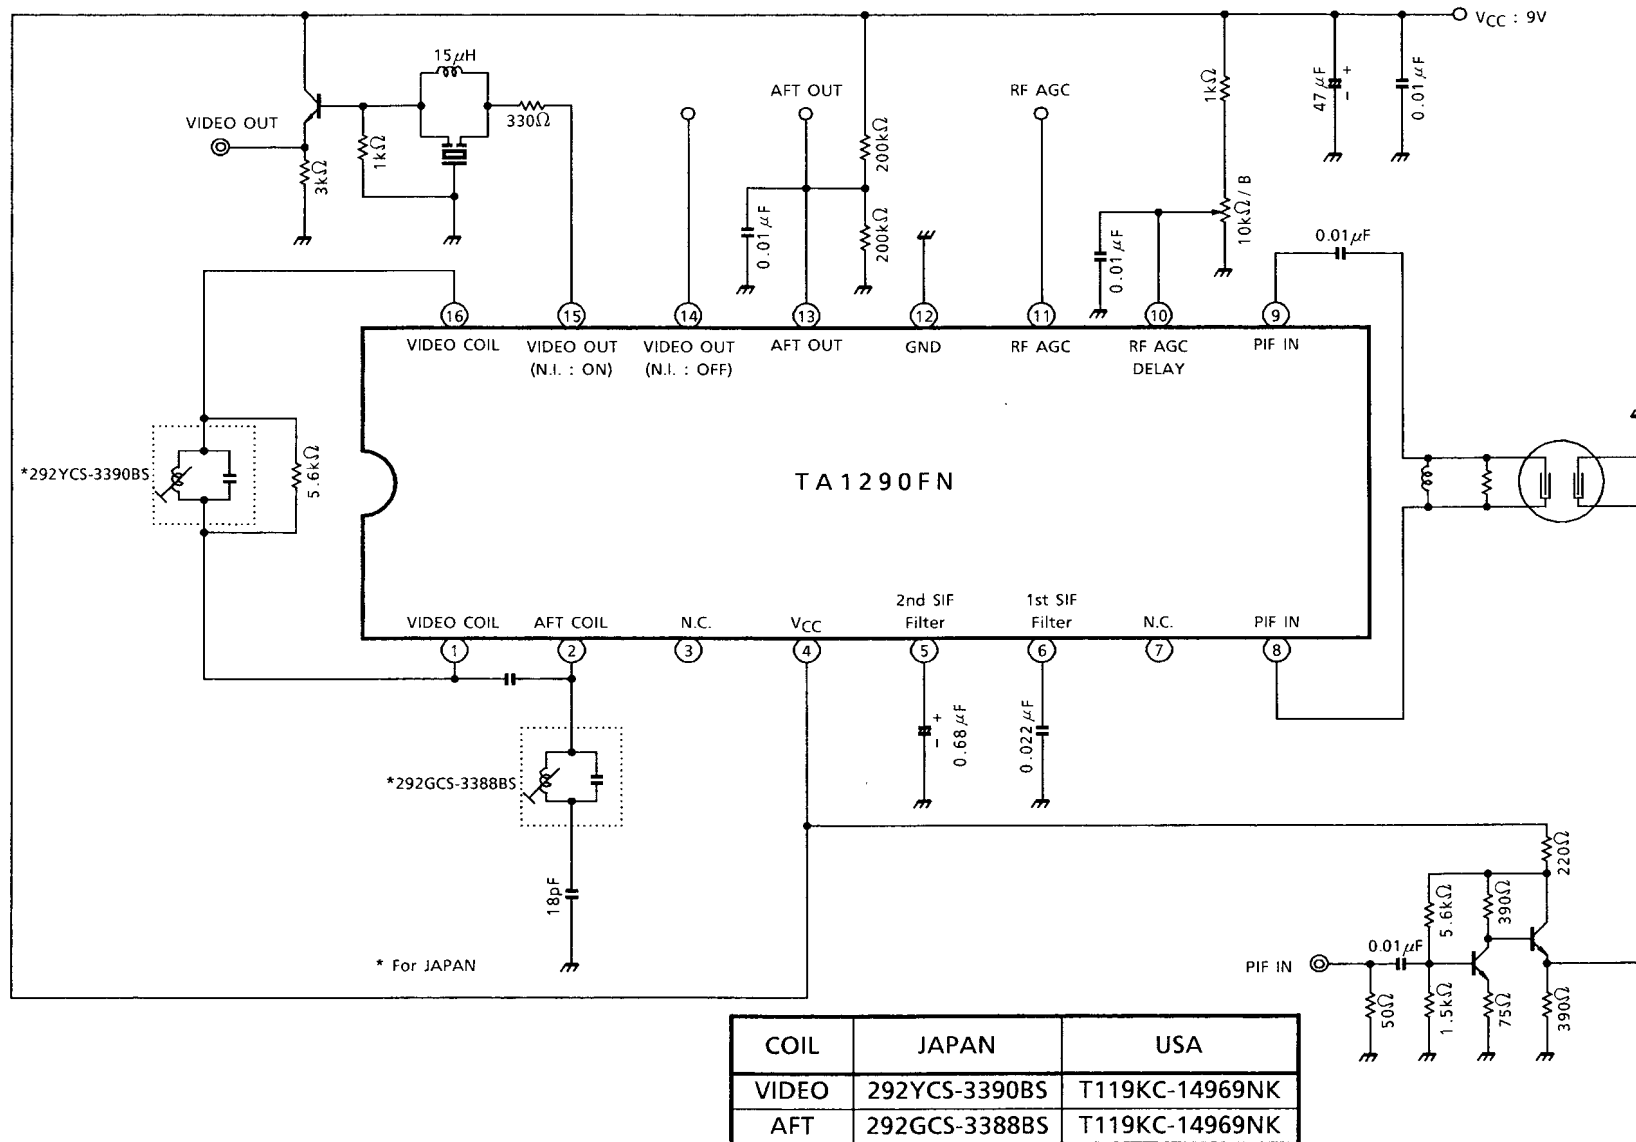 VCC : 9V
15μH
AFT OUT
RF AGC
1kΩ
47μF
+
−
0.01μF
VIDEO OUT
330Ω
3kΩ
1kΩ
200kΩ
0.01μF
200kΩ
0.01μF
10kΩ/B
0.01μF
16
15
14
13
12
11
10
9
VIDEO COIL
VIDEO OUT
(N.I. : ON)
VIDEO OUT
(N.I. : OFF)
AFT OUT
GND
RF AGC
RF AGC
DELAY
PIF IN
*292YCS-3390BS
5.6kΩ
TA1290FN
VIDEO COIL
AFT COIL
N.C.
VCC
2nd SIF
Filter
1st SIF
Filter
N.C.
PIF IN
1
2
3
4
5
6
7
8
+
−
0.68μF
0.022μF
*292GCS-3388BS
18pF
* For JAPAN
220Ω
5.6kΩ
390Ω
PIF IN
0.01μF
50Ω
1.5kΩ
75Ω
390Ω
COIL JAPAN USA
VIDEO 292YCS-3390BS T119KC-14969NK
AFT 292GCS-3388BS T119KC-14969NK